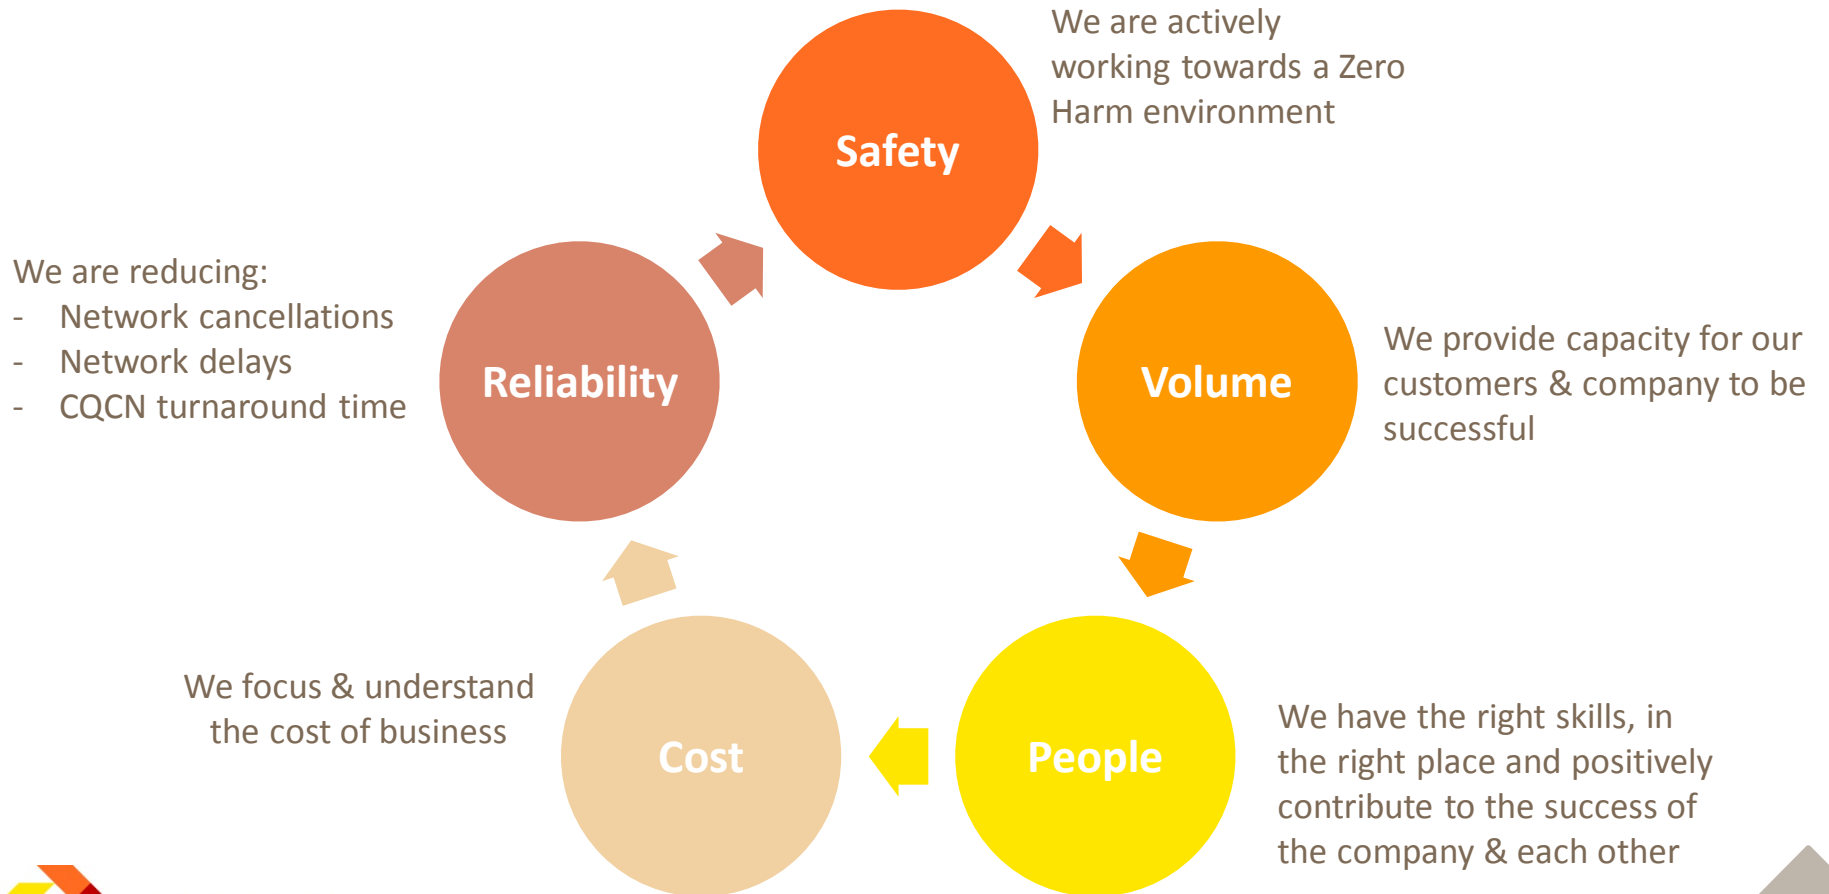 We are actively
working towards a Zero
Harm environment
Safety
We are reducing:
- Network cancellations
- Network delays
- CQCN turnaround time
Reliability
Volume
We provide capacity for our
customers & company to be
successful
We focus & understand
the cost of business
Cost
People
We have the right skills, in
the right place and positively
contribute to the success of
the company & each other